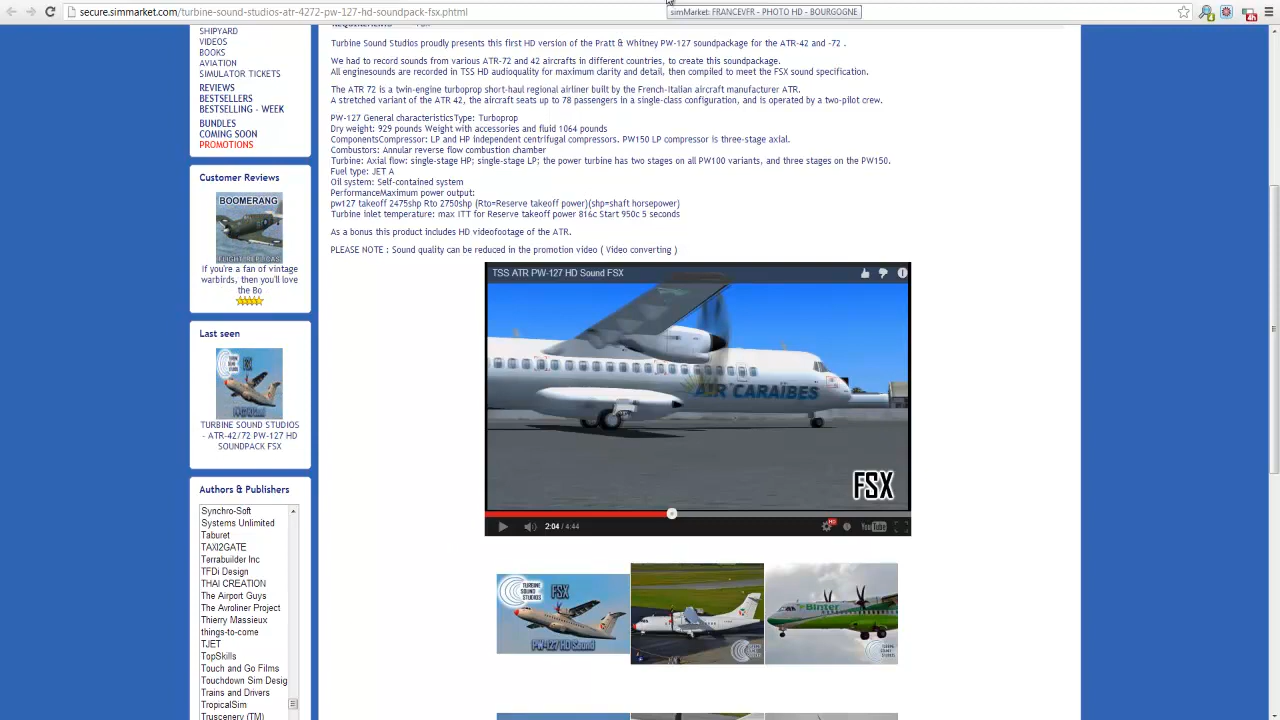 secure.simmarket.com/turbine-sound-studios-atr-4272-pw-127-hd-soundpack-fsx.phtml
simMarket: FRANCEVFR - PHOTO HD - BOURGOGNE
4h
SHIPYARD
VIDEOS
BOOKS
AVIATION
SIMULATOR TICKETS
REVIEWS
BESTSELLERS
BESTSELLING - WEEK
BUNDLES
COMING SOON
PROMOTIONS
Customer Reviews
BOOMERANG
FLIGHT REPLICAS
If you're a fan of vintage
warbirds, then you'll love
the Bo
Last seen
FSX
TURBINE SOUND STUDIOS
- ATR-42/72 PW-127 HD
SOUNDPACK FSX
Authors & Publishers
Synchro-Soft
Systems Unlimited
Taburet
TAXI2GATE
Terrabuilder Inc
TFDi Design
THAI CREATION
The Airport Guys
The Avroliner Project
Thierry Massieux
things-to-come
TJET
TopSkills
Touch and Go Films
Touchdown Sim Desig
Trains and Drivers
TropicalSim
Truscenery (TM)
Turbine Sound Studios proudly presents this first HD version of the Pratt & Whitney PW-127 soundpackage for the ATR-42 and -72 .
We had to record sounds from various ATR-72 and 42 aircrafts in different countries, to create this soundpackage.
All enginesounds are recorded in TSS HD audioquality for maximum clarity and detail, then compiled to meet the FSX sound specification.
The ATR 72 is a twin-engine turboprop short-haul regional airliner built by the French-Italian aircraft manufacturer ATR.
A stretched variant of the ATR 42, the aircraft seats up to 78 passengers in a single-class configuration, and is operated by a two-pilot crew.
PW-127 General characteristicsType: Turboprop
Dry weight: 929 pounds Weight with accessories and fluid 1064 pounds
ComponentsCompressor: LP and HP independent centrifugal compressors. PW150 LP compressor is three-stage axial.
Combustors: Annular reverse flow combustion chamber
Turbine: Axial flow: single-stage HP; single-stage LP; the power turbine has two stages on all PW100 variants, and three stages on the PW150.
Fuel type: JET A
Oil system: Self-contained system
PerformanceMaximum power output:
pw127 takeoff 2475shp Rto 2750shp (Rto=Reserve takeoff power)(shp=shaft horsepower)
Turbine inlet temperature: max ITT for Reserve takeoff power 816c Start 950c 5 seconds
As a bonus this product includes HD videofootage of the ATR.
PLEASE NOTE : Sound quality can be reduced in the promotion video ( Video converting )
TSS ATR PW-127 HD Sound FSX
AIR CARAÏBES
FSX
2:04 / 4:44
HD
YouTube
TURBINE
SOUND
STUDIOS
FSX
PW-127 HD Sound
Binter